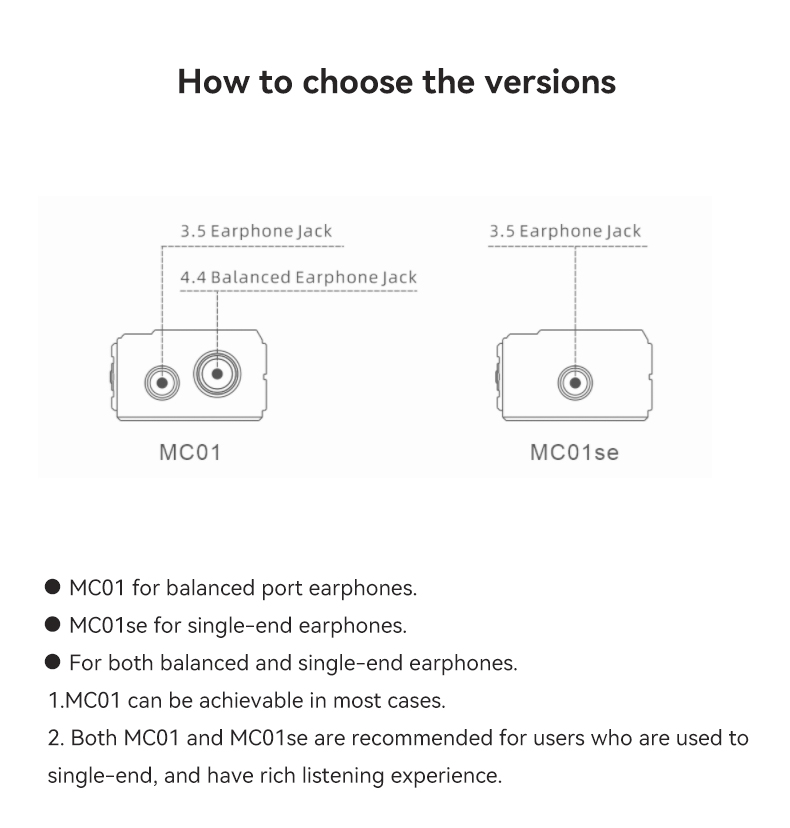 How to choose the versions
3.5 Earphone Jack
4.4 Balanced Earphone Jack
MC01
3.5 Earphone Jack
MC01se
● MC01 for balanced port earphones.
● MC01se for single-end earphones.
● For both balanced and single-end earphones.
1.MC01 can be achievable in most cases.
2. Both MC01 and MC01se are recommended for users who are used to
single-end, and have rich listening experience.